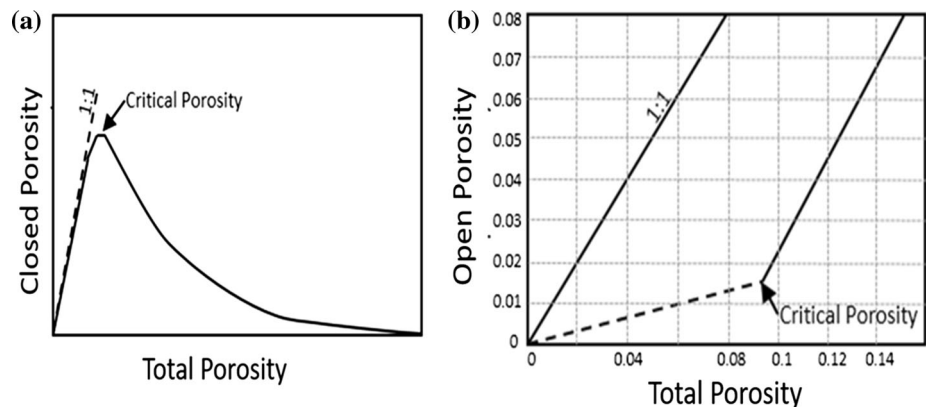 (a)
1:1
Critical Porosity
Closed Porosity
Total Porosity
(b)
0.08
0.07
0.06
0.05
0.04
0.03
0.02
0.01
0
1:1
Critical Porosity
Open Porosity
0 0.04 0.08 0.1 0.12 0.14
Total Porosity